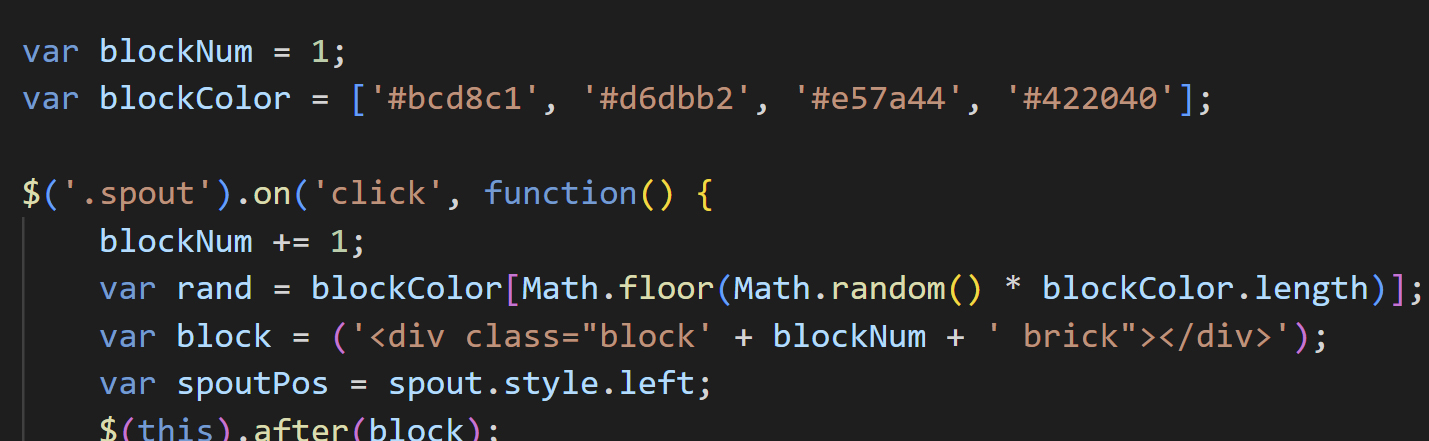 var blockNum = 1;
var blockColor = ['#bcd8c1', '#d6dbb2', '#e57a44', '#422040'];
$('.spout').on('click', function() {
blockNum += 1;
var rand = blockColor[Math.floor(Math.random() * blockColor.length)];
var block = ('<div class="block' + blockNum + ' brick"></div>');
var spoutPos = spout.style.left;
$(this).after(block);